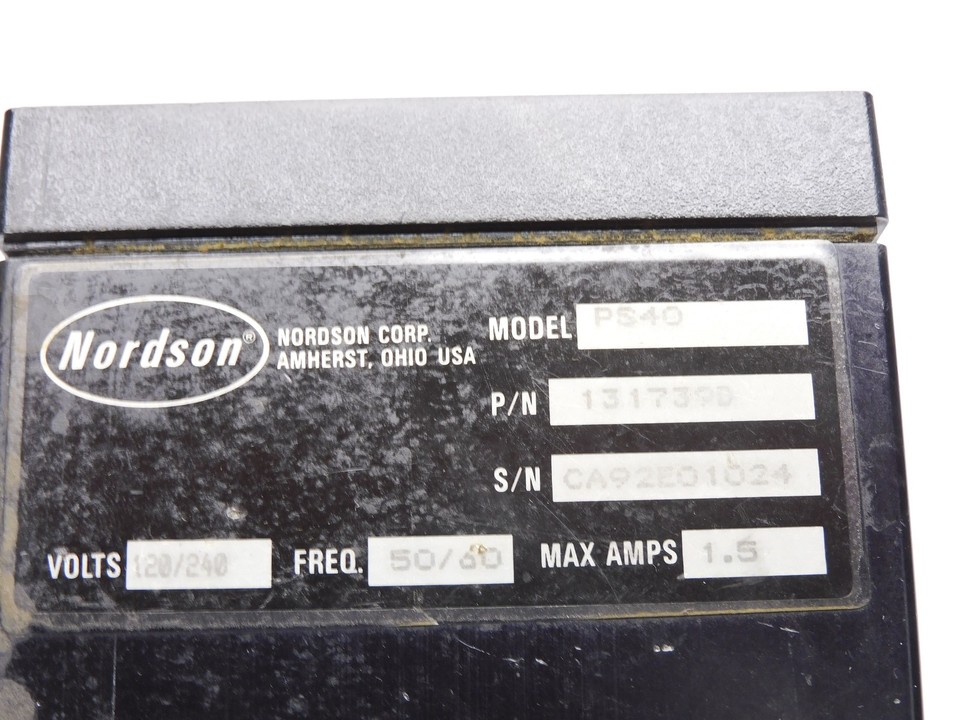 Nordson®
NORDSON CORP.
AMHERST, OHIO USA
MODEL PS40
P/N 131739D
S/N CA92E01024
VOLTS 120/240 FREQ. 50/60 MAX AMPS 1.5